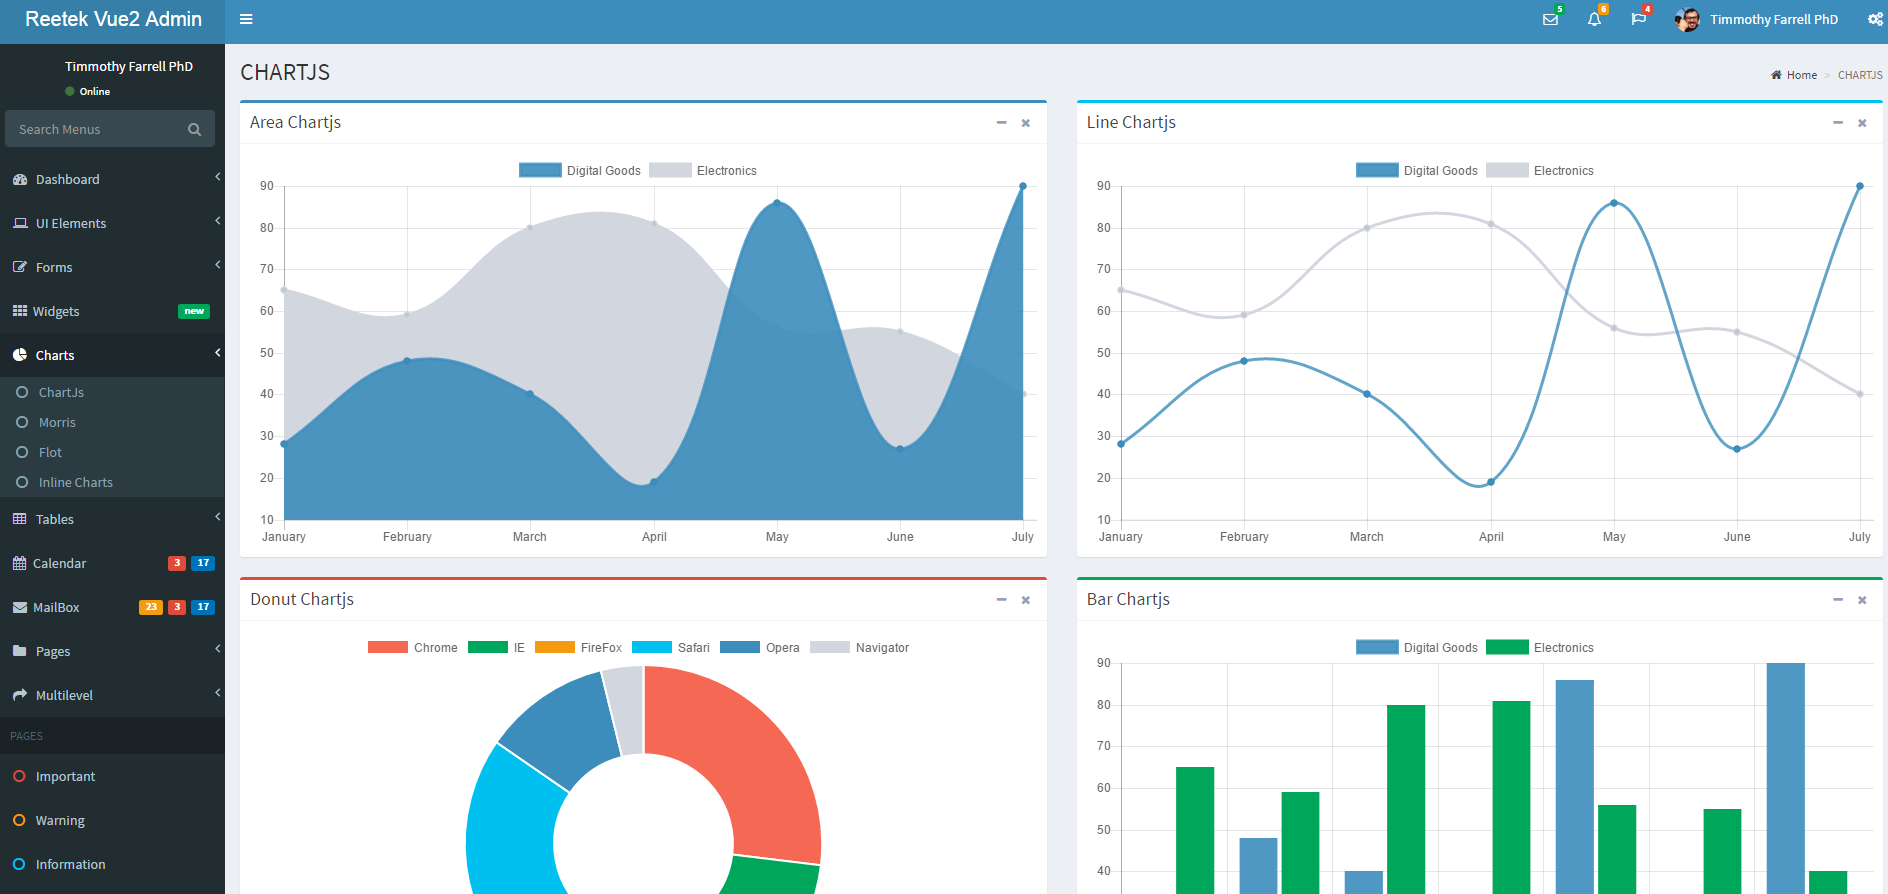 Reetek Vue2 Admin
5
6
4
Timmothy Farrell PhD
Timmothy Farrell PhD
Online
Search Menus
Dashboard
UI Elements
Forms
Widgets new
Charts
ChartJs
Morris
Flot
Inline Charts
Tables
Calendar 3 17
MailBox 23 3 17
Pages
Multilevel
PAGES
Important
Warning
Information
CHARTJS
Home > CHARTJS
Area Chartjs
Digital Goods Electronics
90
80
70
60
50
40
30
20
10
January February March April May June July
Line Chartjs
Digital Goods Electronics
90
80
70
60
50
40
30
20
10
January February March April May June July
Donut Chartjs
Chrome IE FireFox Safari Opera Navigator
Bar Chartjs
Digital Goods Electronics
90
80
70
60
50
40